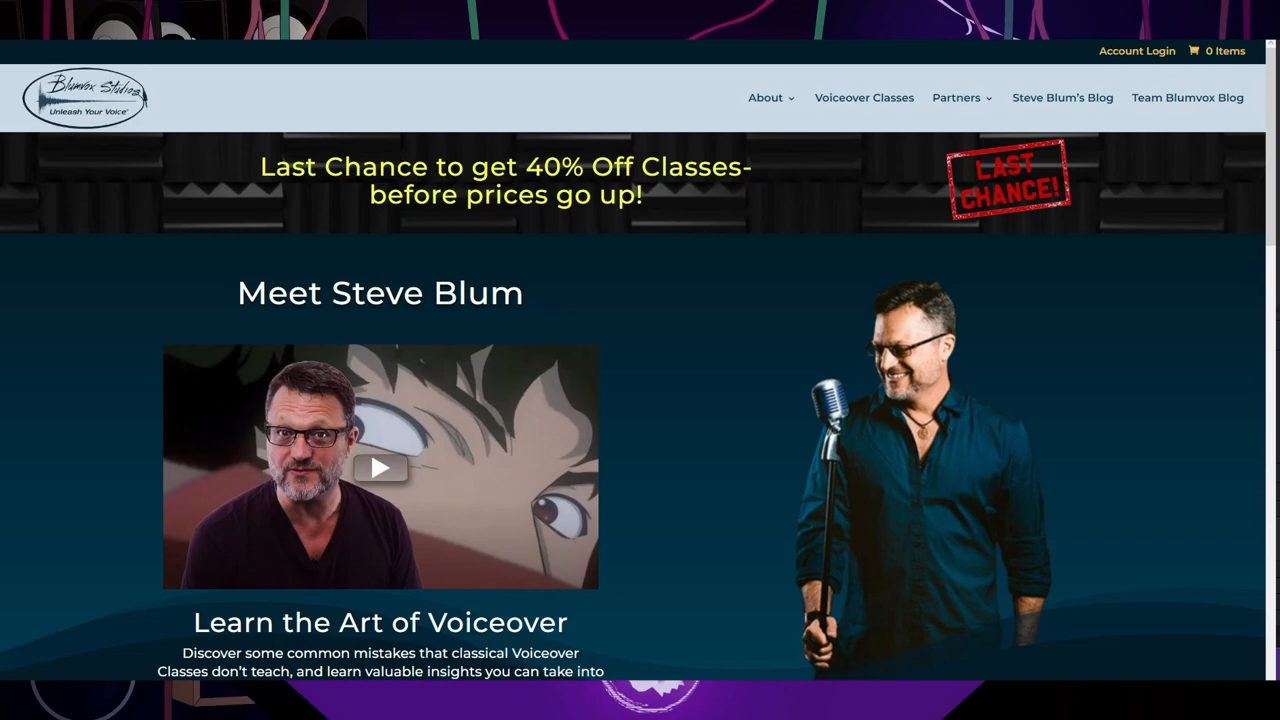 Account Login
0 Items
Blumvox Studios
Unleash Your Voice®
About
Voiceover Classes
Partners
Steve Blum’s Blog
Team Blumvox Blog
Last Chance to get 40% Off Classes-
before prices go up!
LAST
CHANCE!
Meet Steve Blum
Learn the Art of Voiceover
Discover some common mistakes that classical Voiceover
Classes don’t teach, and learn valuable insights you can take into